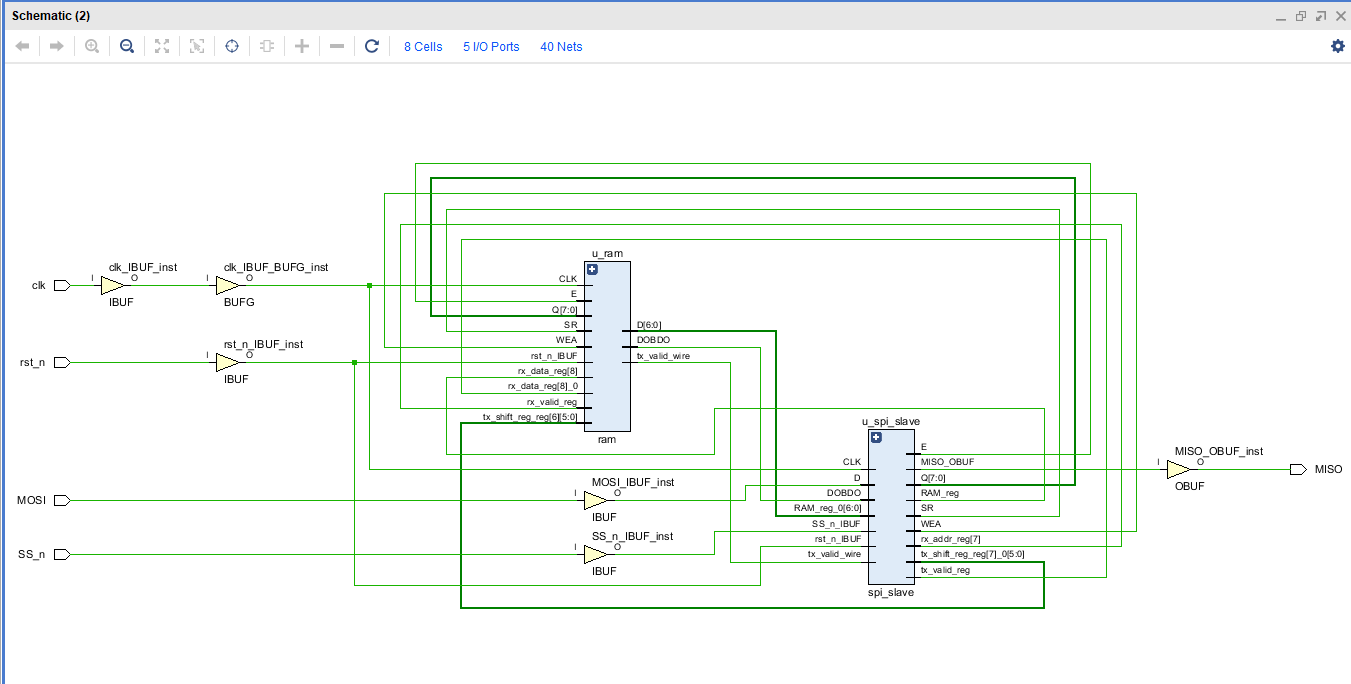 Schematic (2)
8 Cells 5 I/O Ports 40 Nets
clk
I
clk_IBUF_inst
O
IBUF
I
clk_IBUF_BUFG_inst
O
BUFG
rst_n
I
rst_n_IBUF_inst
O
IBUF
u_ram
CLK
E
Q[7:0]
SR
WEA
rst_n_IBUF
rx_data_reg[8]
rx_data_reg[8]_0
rx_valid_reg
tx_shift_reg_reg[6][5:0]
D[6:0]
DOBDO
tx_valid_wire
ram
MOSI
I
MOSI_IBUF_inst
O
IBUF
SS_n
I
SS_n_IBUF_inst
O
IBUF
u_spi_slave
CLK
D
DOBDO
RAM_reg_0[6:0]
SS_n_IBUF
rst_n_IBUF
tx_valid_wire
E
MISO_OBUF
Q[7:0]
RAM_reg
SR
WEA
rx_addr_reg[7]
tx_shift_reg_reg[7]_0[5:0]
tx_valid_reg
spi_slave
I
MISO_OBUF_inst
O
OBUF
MISO